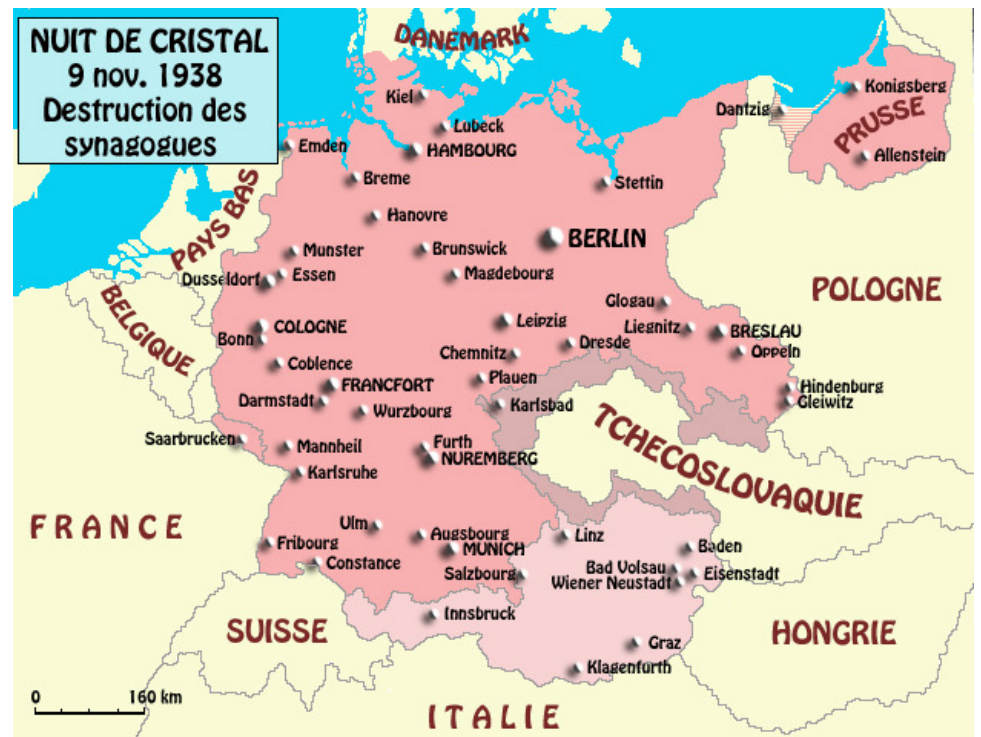 NUIT DE CRISTAL
9 nov. 1938
Destruction des
synagogues
DANEMARK
Kiel
Lubeck
HAMBOURG
Emden
Breme
Stettin
Dantzig
Konigsberg
PRUSSE
Allenstein
PAYS BAS
Hanovre
Munster
Brunswick
BERLIN
Dusseldorf
Essen
Magdebourg
POLOGNE
BELGIQUE
COLOGNE
Bonn
Leipzig
Glogau
Liegnitz
BRESLAU
Oppeln
Coblence
Chemnitz
Dresde
FRANCFORT
Plauen
Darmstadt
Wurzbourg
Karlsbad
Hindenburg
Gleiwitz
TCHECOSLOVAQUIE
Saarbrucken
Mannheil
Furth
NUREMBERG
Karlsruhe
FRANCE
Ulm
Augsbourg
MUNICH
Linz
Fribourg
Constance
Salzbourg
Baden
Bad Volsau
Eisenstadt
Wiener Neustadt
SUISSE
Innsbruck
HONGRIE
Graz
Klagenfurth
0 160 km
ITALIE